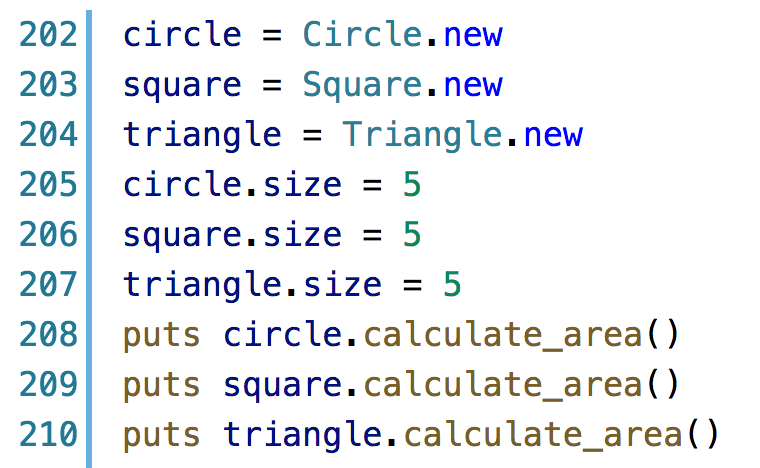 202 circle = Circle.new
203 square = Square.new
204 triangle = Triangle.new
205 circle.size = 5
206 square.size = 5
207 triangle.size = 5
208 puts circle.calculate_area()
209 puts square.calculate_area()
210 puts triangle.calculate_area()